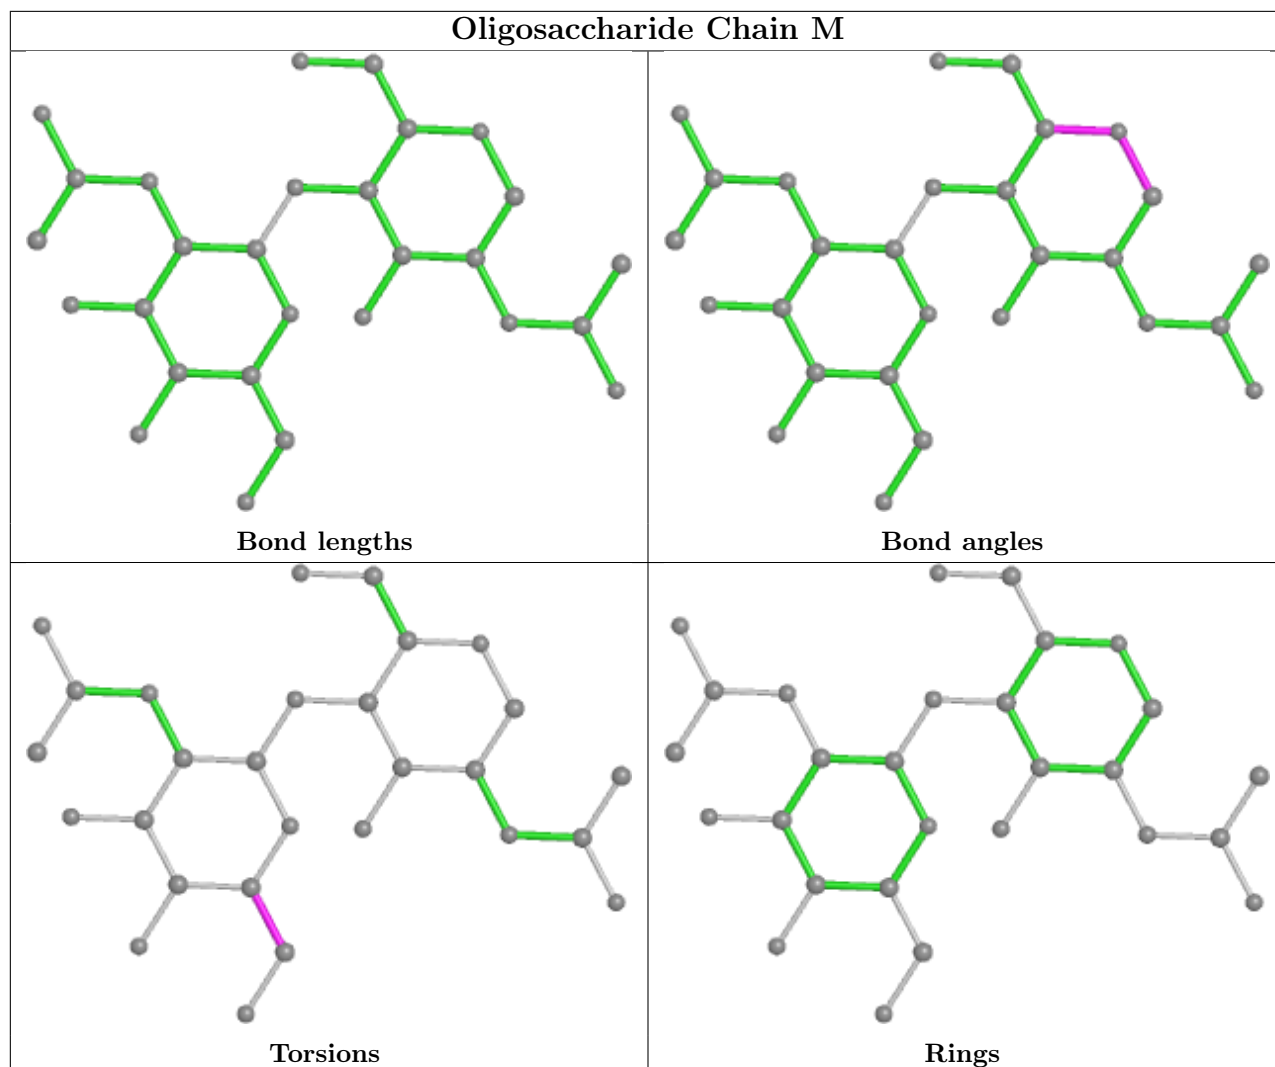 Oligosaccharide Chain M
Bond lengths
Bond angles
Torsions
Rings